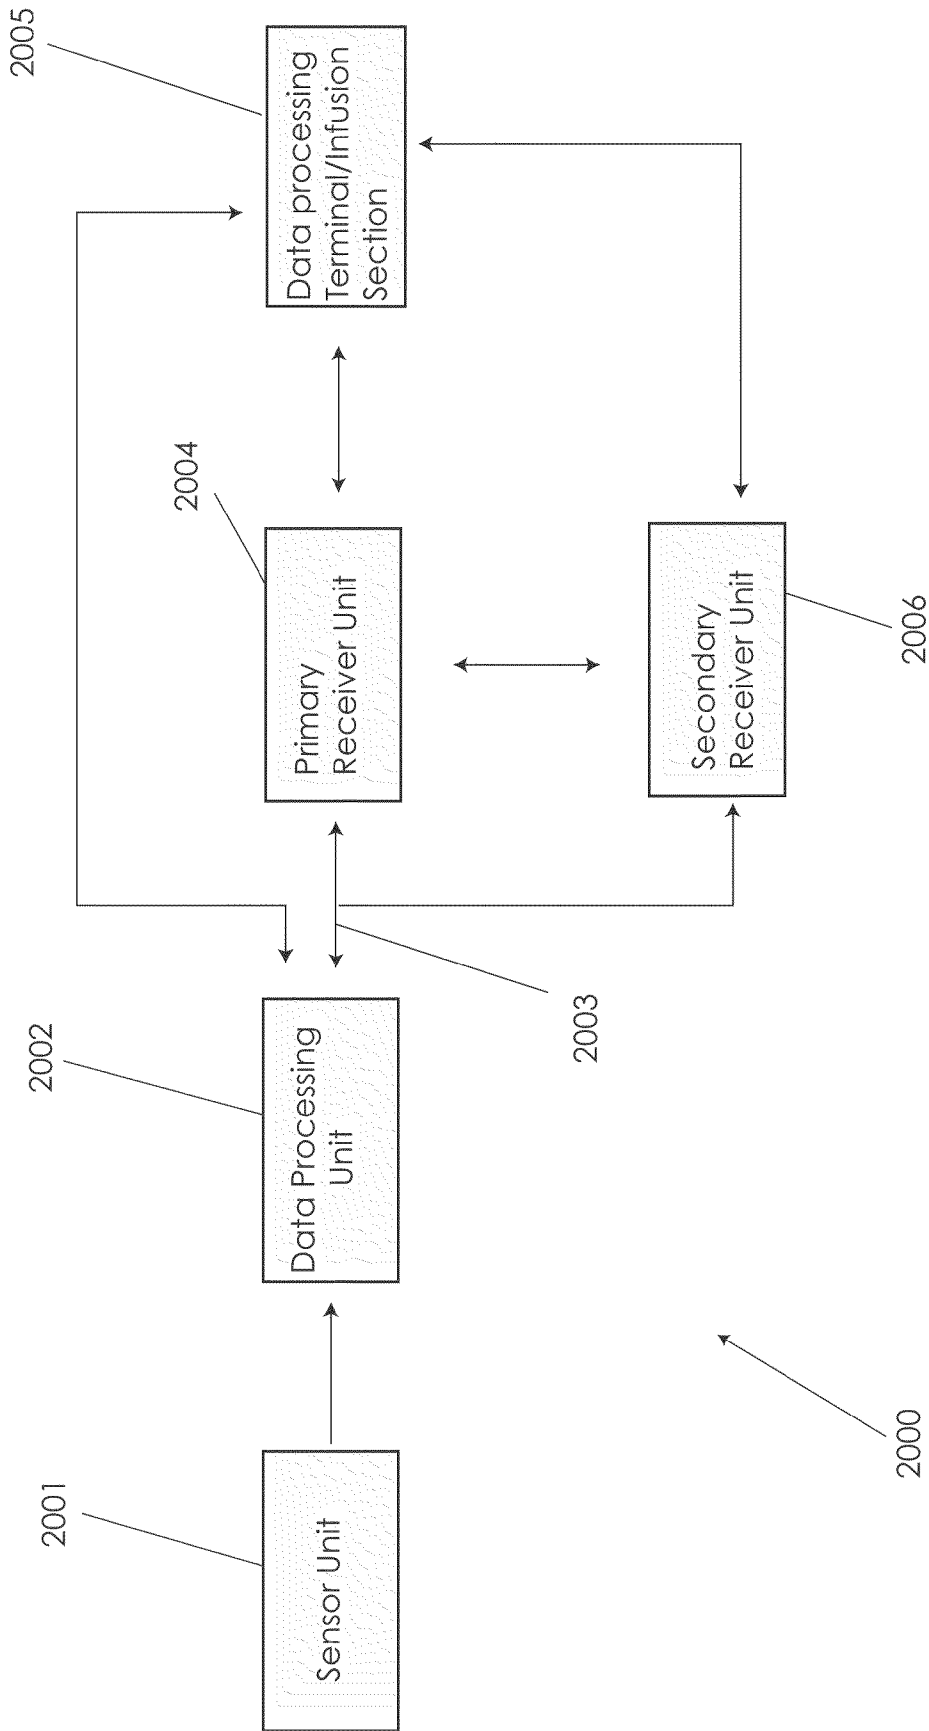 2001
Sensor Unit
2002
Data Processing
Unit
2003
2004
Primary
Receiver Unit
2005
Data processing
Terminal/Infusion
Section
Secondary
Receiver Unit
2006
2000